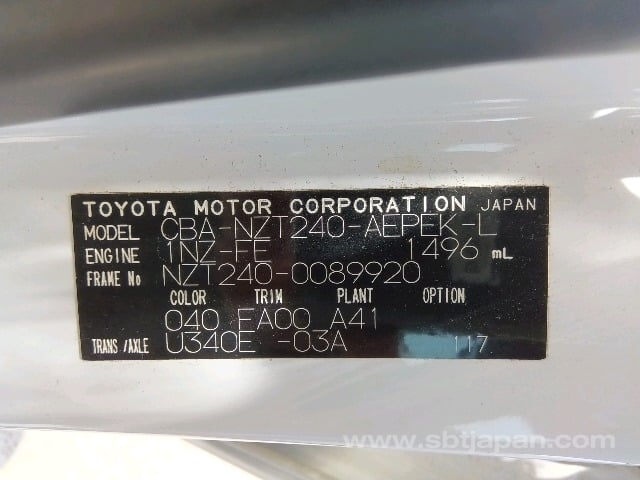 TOYOTA MOTOR CORPORATION JAPAN
MODEL CBA-NZT240-AEPEK-L
ENGINE 1NZ-FE 1496 mL
FRAME No NZT240-0089920
COLOR TRIM PLANT OPTION
040 FA00 A41
TRANS/AXLE U340E -03A 117
www.sbtjapan.com